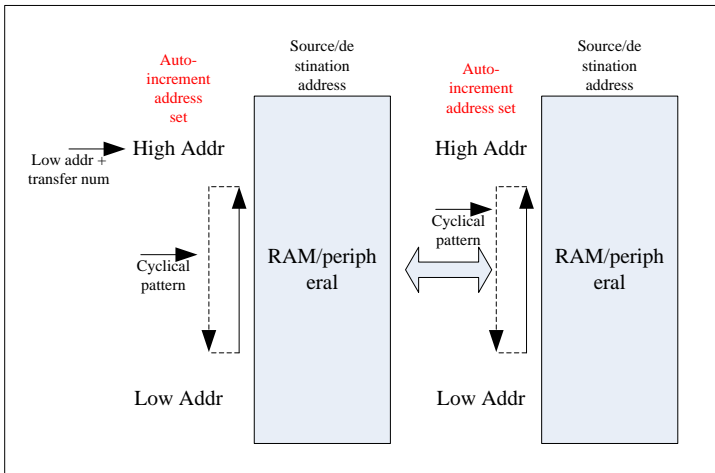 Auto-
increment
address
set
Source/de
stination
address
High Addr
Low addr +
transfer num
Cyclical
pattern
RAM/periph
eral
Low Addr
Auto-
increment
address set
Source/de
stination
address
High Addr
Cyclical
pattern
RAM/periph
eral
Low Addr